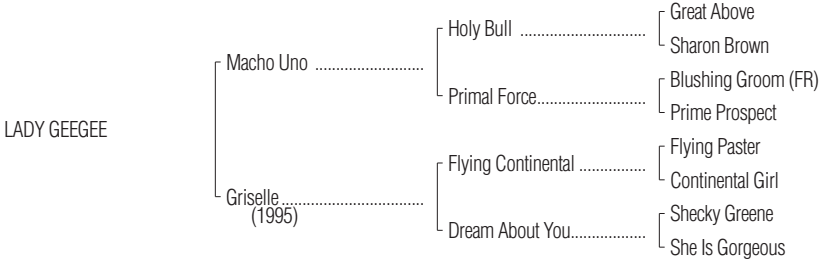 Great Above
Holy Bull ..............................
Sharon Brown
Macho Uno ..........................
Blushing Groom (FR)
Primal Force..........................
Prime Prospect
LADY GEEGEE
Flying Paster
Flying Continental ................
Continental Girl
Griselle..................................
(1995)
Shecky Greene
Dream About You..................
She Is Gorgeous